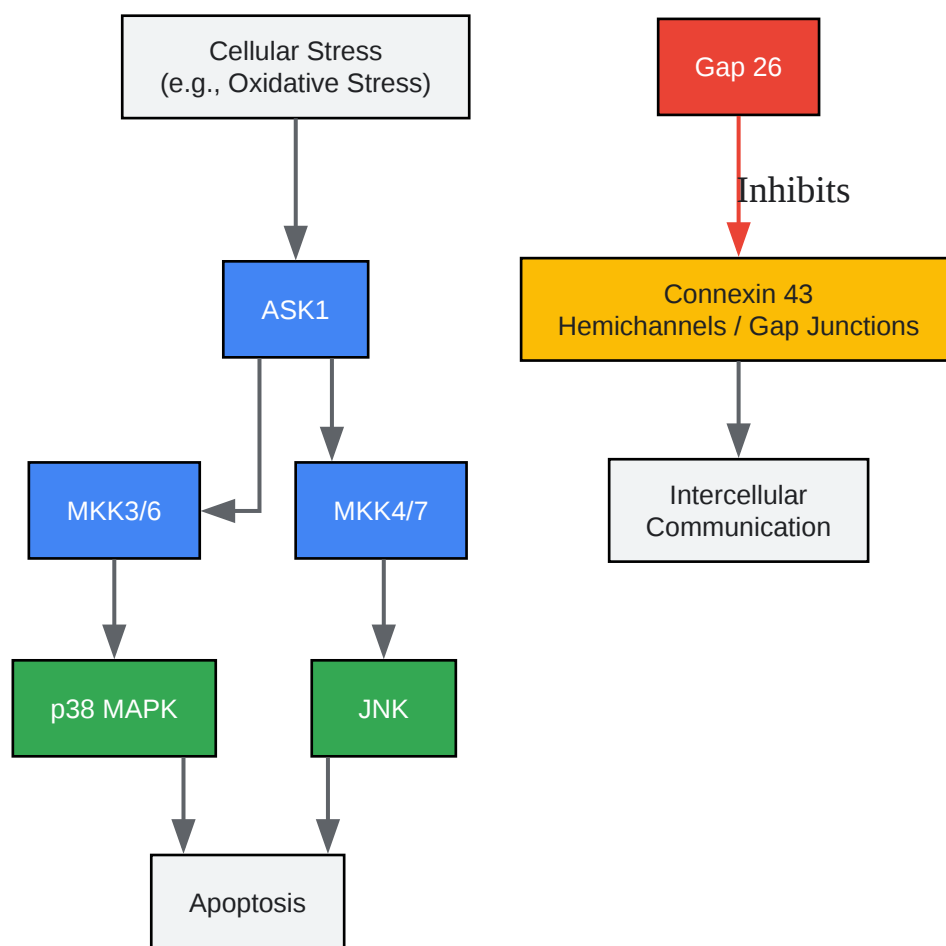 Cellular Stress
(e.g., Oxidative Stress)
Gap 26
Inhibits
ASK1
Connexin 43
Hemichannels / Gap Junctions
MKK3/6
MKK4/7
Intercellular
Communication
p38 MAPK
JNK
Apoptosis